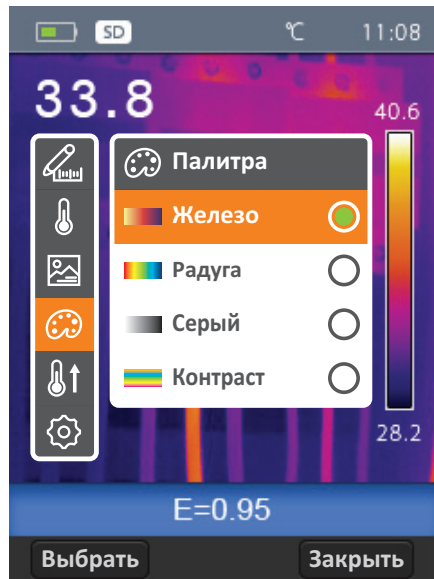 SD ℃ 11:08
33.8
40.6
Палитра
Железо
Радуга
Серый
Контраст
28.2
E=0.95
Выбрать Закрыть